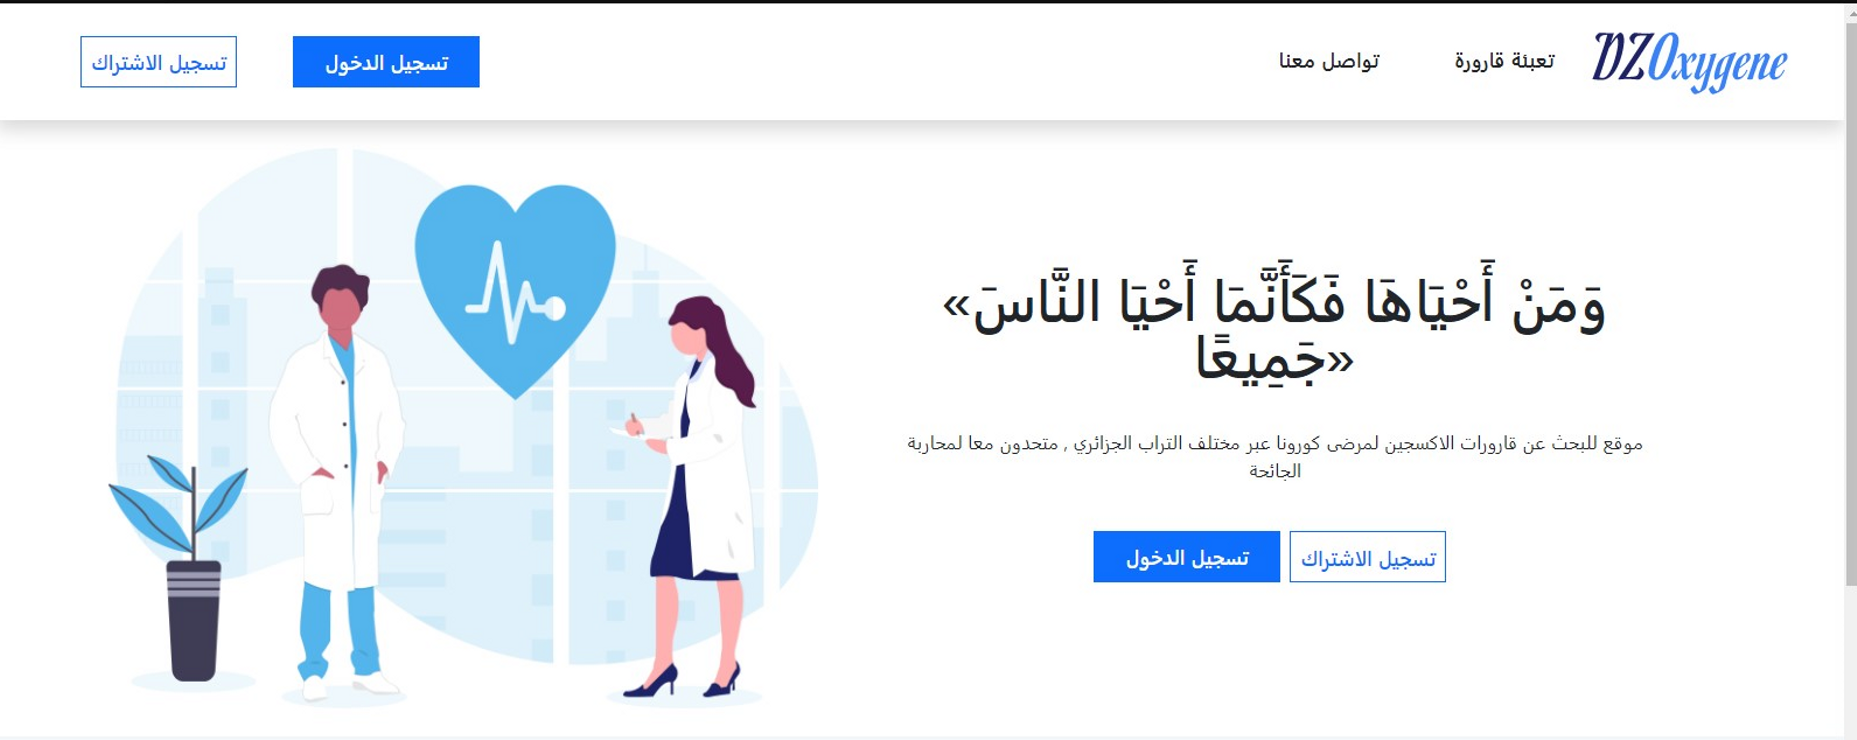 DZOxygene
تعبئة قارورة
تواصل معنا
تسجيل الدخول
تسجيل الاشتراك
«وَمَنْ أَحْيَاهَا فَكَأَنَّمَا أَحْيَا النَّاسَ
جَمِيعًا»
موقع للبحث عن قارورات الاكسجين لمرضى كورونا عبر مختلف التراب الجزائري , متحدون معا لمحاربة
الجائحة
تسجيل الاشتراك
تسجيل الدخول